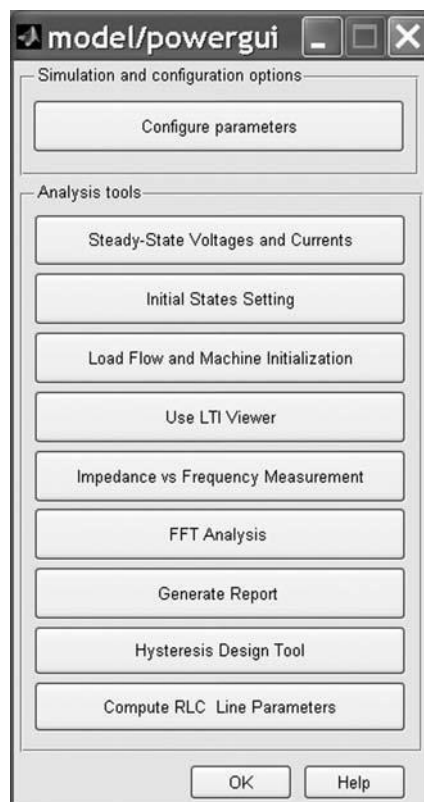 model/powergui
Simulation and configuration options
Configure parameters
Analysis tools
Steady-State Voltages and Currents
Initial States Setting
Load Flow and Machine Initialization
Use LTI Viewer
Impedance vs Frequency Measurement
FFT Analysis
Generate Report
Hysteresis Design Tool
Compute RLC Line Parameters
OK Help